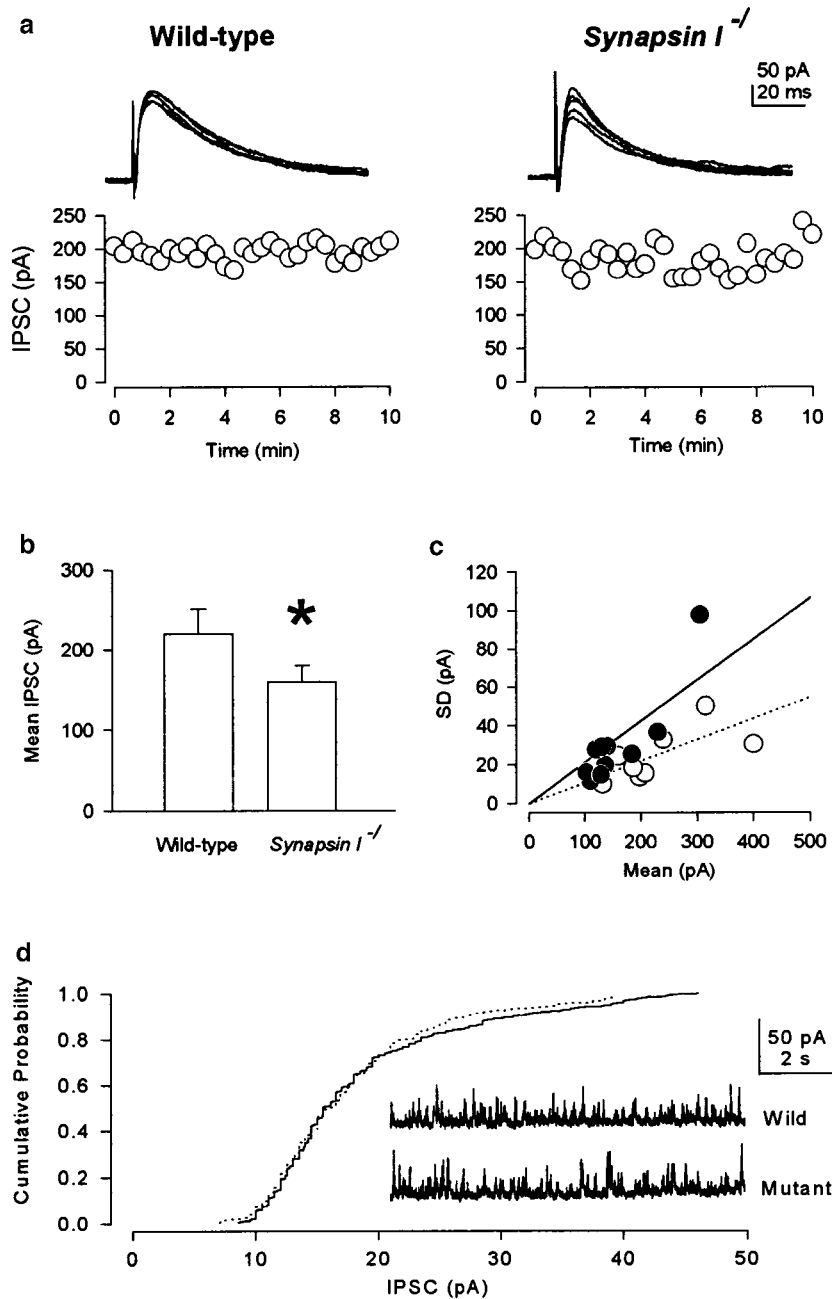 a
Wild-type
Synapsin I -/
50 pA
20 ms
IPSC (pA)
250
200
150
100
50
0
0 2 4 6 8 10
Time (min)
250
200
150
100
50
0
0 2 4 6 8 10
Time (min)
b
Mean IPSC (pA)
300
200
100
0
Wild-type
Synapsin I -/
*
c
SD (pA)
120
100
80
60
40
20
0
0 100 200 300 400 500
Mean (pA)
d
Cumulative Probability
1.0
0.8
0.6
0.4
0.2
0.0
0 10 20 30 40 50
IPSC (pA)
50 pA
2 s
Wild
Mutant